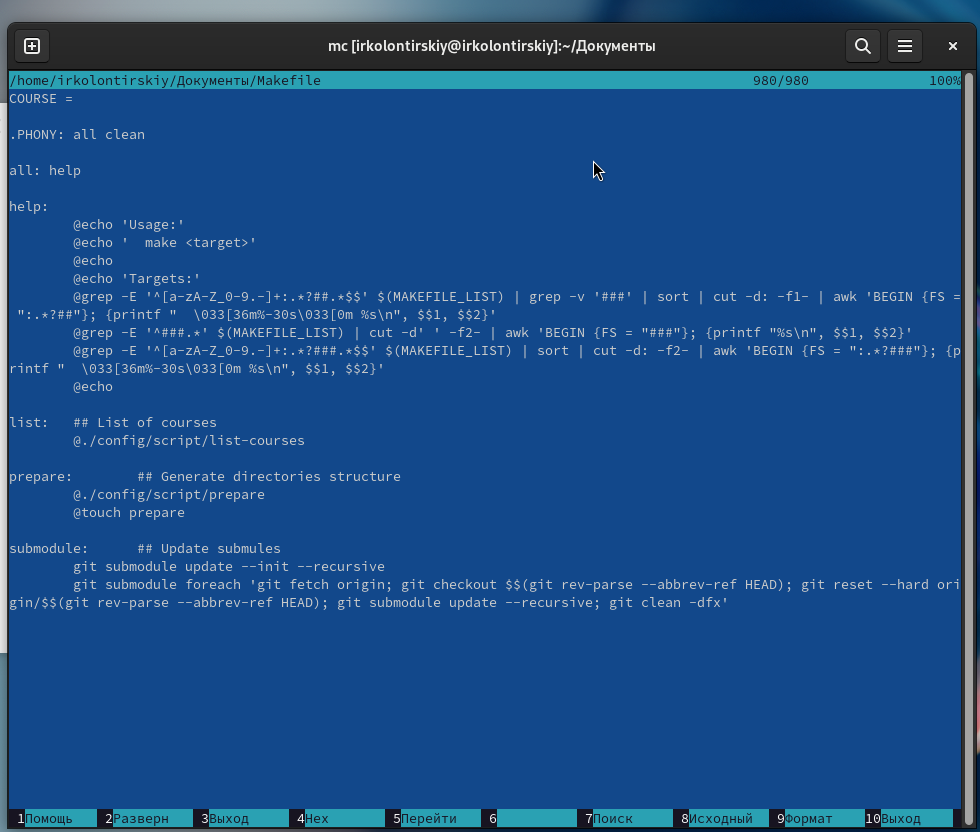 mc [irkolontirskiy@irkolontirskiy]:~/Документы
/home/irkolontirskiy/Документы/Makefile 980/980 100%
COURSE =
.PHONY: all clean
all: help
help:
@echo 'Usage:'
@echo '  make <target>'
@echo
@echo 'Targets:'
@grep -E '^[a-zA-Z_0-9.-]+:.*?##.*$$' $(MAKEFILE_LIST) | grep -v '###' | sort | cut -d: -f1- | awk 'BEGIN {FS =
":.*?##"}; {printf "  \033[36m%-30s\033[0m %s\n", $$1, $$2}'
@grep -E '^###.*' $(MAKEFILE_LIST) | cut -d' ' -f2- | awk 'BEGIN {FS = "###"}; {printf "%s\n", $$1, $$2}'
@grep -E '^[a-zA-Z_0-9.-]+:.*?###.*$$' $(MAKEFILE_LIST) | sort | cut -d: -f2- | awk 'BEGIN {FS = ":.*?###"}; {p
rintf "  \033[36m%-30s\033[0m %s\n", $$1, $$2}'
@echo
list:   ## List of courses
@./config/script/list-courses
prepare:        ## Generate directories structure
@./config/script/prepare
@touch prepare
submodule:      ## Update submules
git submodule update --init --recursive
git submodule foreach 'git fetch origin; git checkout $$(git rev-parse --abbrev-ref HEAD); git reset --hard ori
gin/$$(git rev-parse --abbrev-ref HEAD); git submodule update --recursive; git clean -dfx'
1Помощь 2Разверн 3Выход 4Hex 5Перейти 6 7Поиск 8Исходный 9Формат 10Выход